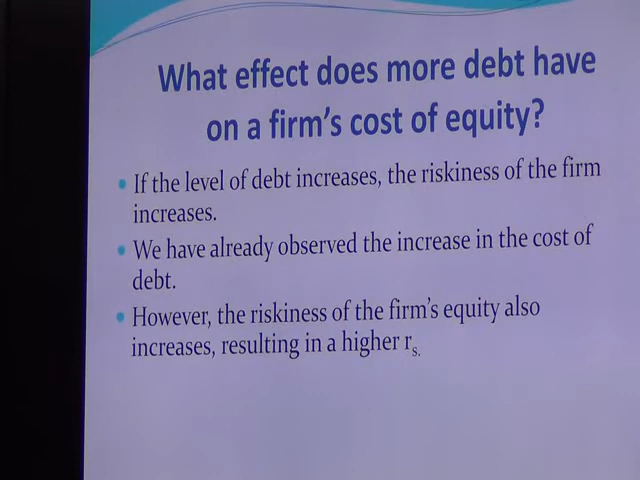 What effect does more debt have
on a firm's cost of equity?
• If the level of debt increases, the riskiness of the firm
increases.
• We have already observed the increase in the cost of
debt.
• However, the riskiness of the firm's equity also
increases, resulting in a higher rs.